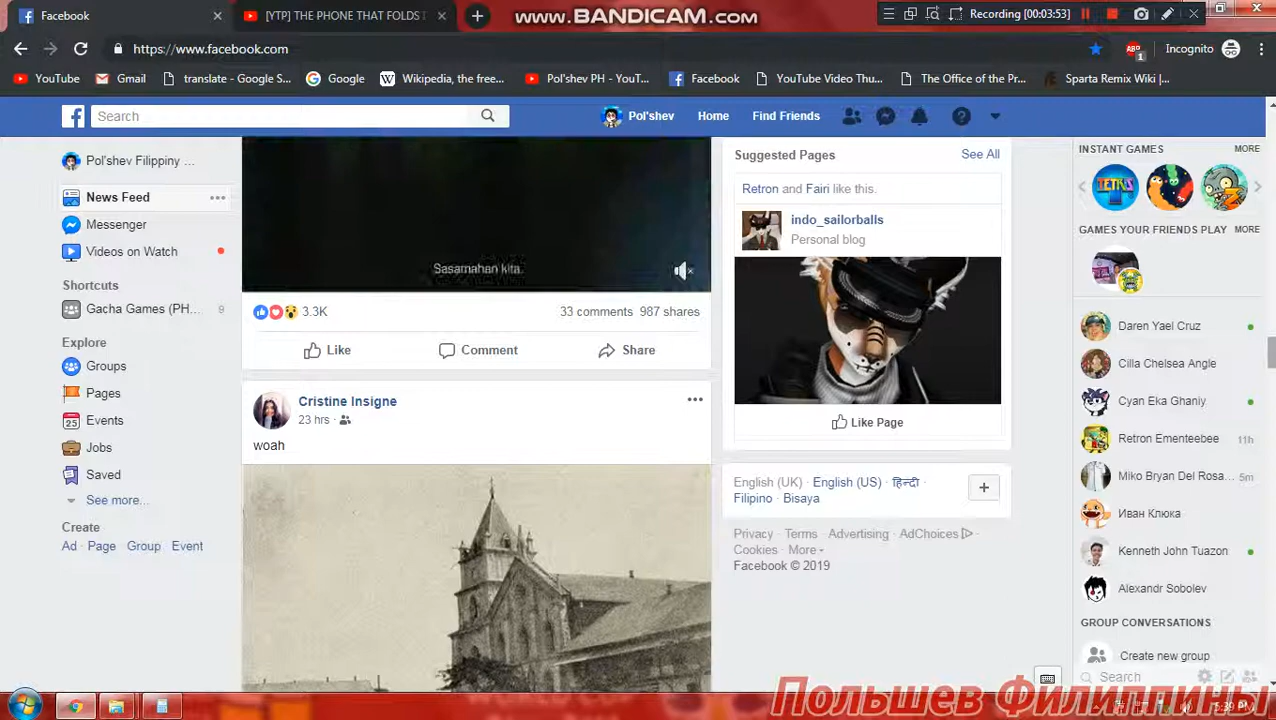 Facebook
[YTP] THE PHONE THAT FOLDS T
www.BANDICAM.com
Recording [00:03:53]
https://www.facebook.com
ABP
1
Incognito
YouTube
Gmail
translate - Google S...
Google
Wikipedia, the free...
Pol'shev PH - YouT...
Facebook
YouTube Video Thu...
The Office of the Pr...
Sparta Remix Wiki |...
Search
Pol'shev
Home
Find Friends
Pol'shev Filippiny ...
News Feed
Messenger
Videos on Watch
Shortcuts
Gacha Games (PH... 9
Explore
Groups
Pages
Events
Jobs
Saved
See more...
Create
Ad · Page · Group · Event
Sasamahan kita.
3.3K
33 comments 987 shares
Like
Comment
Share
Cristine Insigne
23 hrs ·
woah
Suggested Pages
See All
Retron and Fairi like this.
indo_sailorballs
Personal blog
Like Page
English (UK) · English (US) · हिन्दी ·
Filipino · Bisaya
Privacy · Terms · Advertising · AdChoices ·
Cookies · More
Facebook © 2019
INSTANT GAMES
MORE
TETRIS
GAMES YOUR FRIENDS PLAY
MORE
Daren Yael Cruz
Cilla Chelsea Angle
Cyan Eka Ghaniy
Retron Ementeebee 11h
Miko Bryan Del Rosa... 5m
Иван Клюка
Kenneth John Tuazon
Alexandr Sobolev
GROUP CONVERSATIONS
Create new group
Search
Польшев Филиппины
5:39 PM